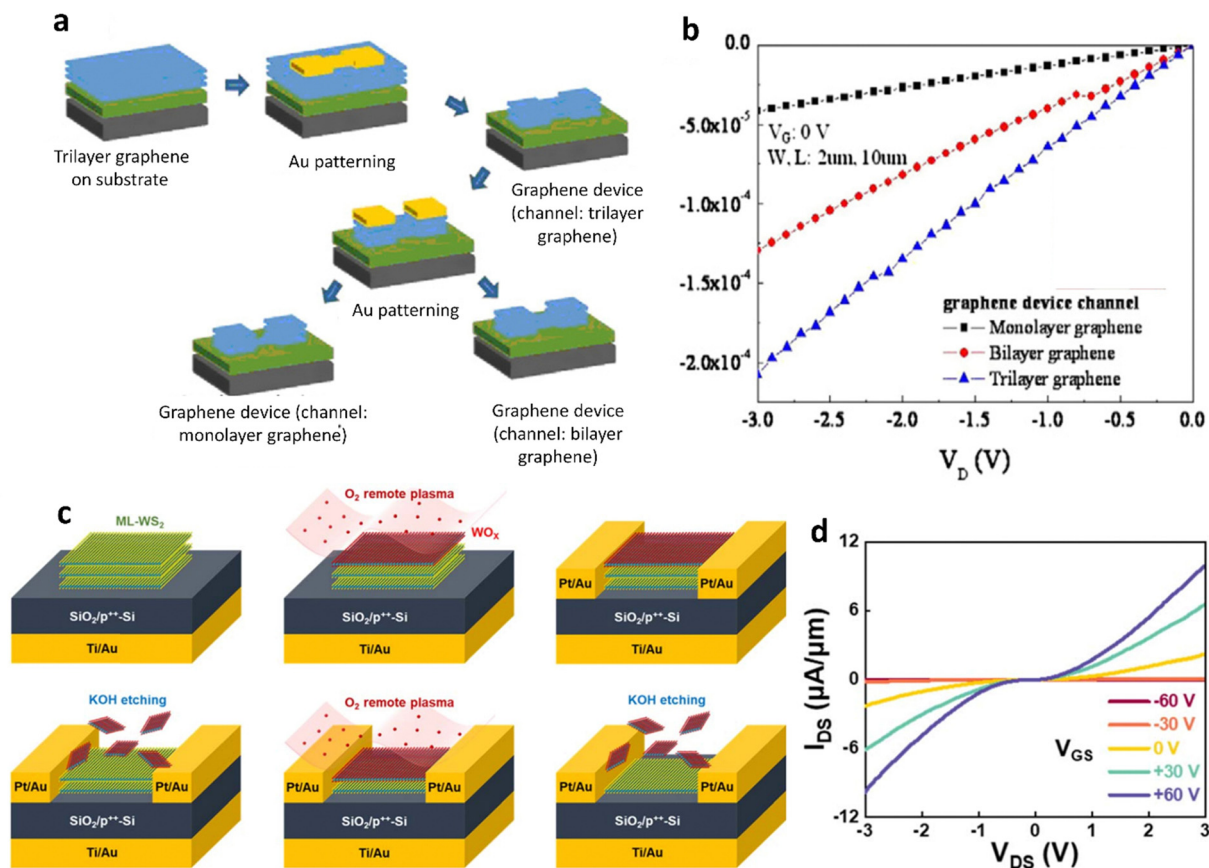 a
Trilayer graphene
on substrate
Au patterning
Graphene device
(channel: trilayer
graphene)
Au patterning
Graphene device (channel:
monolayer graphene)
Graphene device
(channel: bilayer
graphene)
b
0.0
-5.0x10⁻⁵
-1.0x10⁻⁴
-1.5x10⁻⁴
-2.0x10⁻⁴
V_G: 0 V
W, L: 2um, 10um
graphene device channel
Monolayer graphene
Bilayer graphene
Trilayer graphene
-3.0 -2.5 -2.0 -1.5 -1.0 -0.5 0.0
V_D (V)
c
ML-WS₂
SiO₂/p⁺⁺-Si
Ti/Au
O₂ remote plasma
WOₓ
SiO₂/p⁺⁺-Si
Ti/Au
Pt/Au Pt/Au
SiO₂/p⁺⁺-Si
Ti/Au
KOH etching
Pt/Au Pt/Au
SiO₂/p⁺⁺-Si
Ti/Au
O₂ remote plasma
Pt/Au Pt/Au
SiO₂/p⁺⁺-Si
Ti/Au
KOH etching
Pt/Au Pt/Au
SiO₂/p⁺⁺-Si
Ti/Au
d
I_DS (μA/μm)
12
6
0
-6
-12
V_GS
-60 V
-30 V
0 V
+30 V
+60 V
-3 -2 -1 0 1 2 3
V_DS (V)